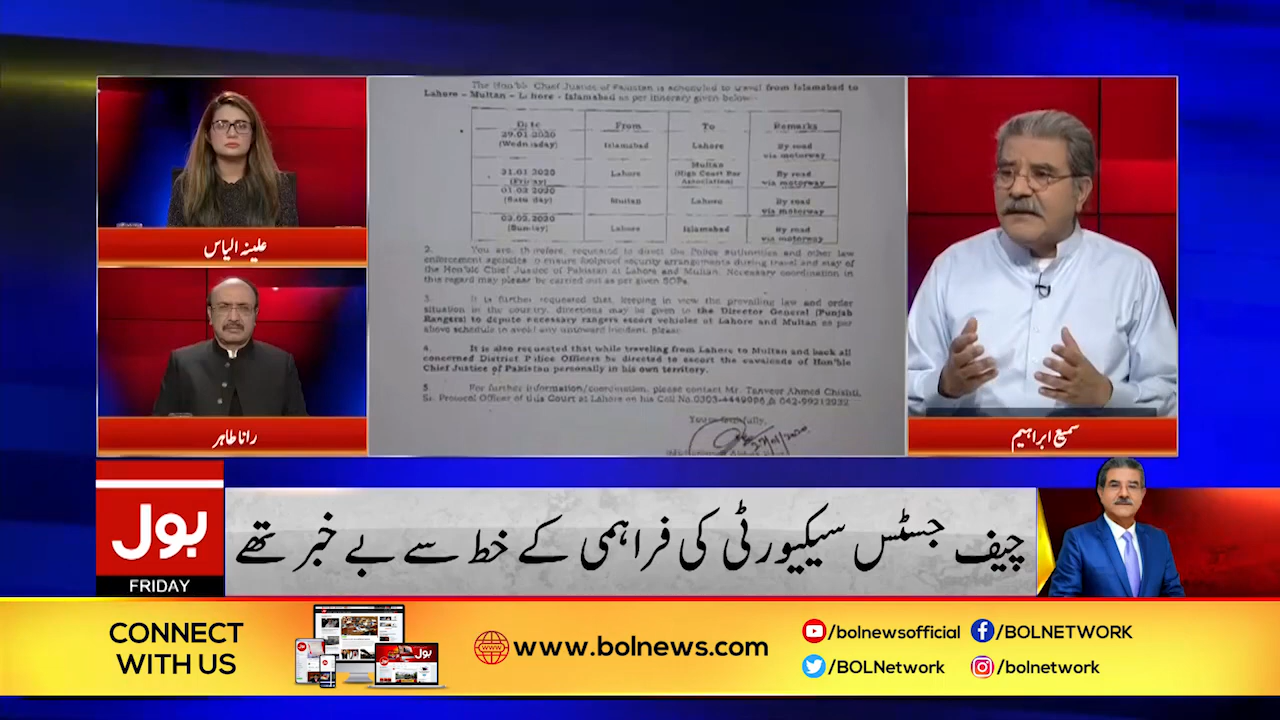 The Hon'ble Chief Justice of Pakistan is scheduled to travel from Islamabad to
Lahore - Multan - Lahore - Islamabad as per itinerary given below:-
Date From To Remarks
29.01.2020 (Wednesday) Islamabad Lahore By road via motorway
31.01.2020 (Friday) Lahore Multan (High Court Bar Association) By road via motorway
01.02.2020 (Saturday) Multan Lahore By road via motorway
02.02.2020 (Sunday) Lahore Islamabad By road via motorway
2. You are, therefore, requested to direct the Police authorities and other law
enforcement agencies to ensure foolproof security arrangements during travel and stay of
the Hon'ble Chief Justice of Pakistan at Lahore and Multan. Necessary coordination in
this regard may please be carried out as per given SOPs.
3. It is further requested that, keeping in view the prevailing law and order
situation in the country, directions may be given to the Director General (Punjab
Rangers) to depute necessary rangers escort vehicles at Lahore and Multan as per
above schedule to avoid any untoward incident, please.
4. It is also requested that while traveling from Lahore to Multan and back all
concerned District Police Officers be directed to escort the cavalcade of Hon'ble
Chief Justice of Pakistan personally in his own territory.
5. For further information/coordination, please contact Mr. Tanveer Ahmed Chishti,
Sr. Protocol Officer of this Court at Lahore on his Cell No.
Yours faithfully,
علینہ الیاس
رانا طاہر
سمیع ابراہیم
بول
FRIDAY
چیف جسٹس سیکیورٹی کی فراہمی کے خط سے بے خبر تھے
CONNECT
WITH US
www.bolnews.com
/bolnewsofficial
/BOLNETWORK
/BOLNetwork
/bolnetwork